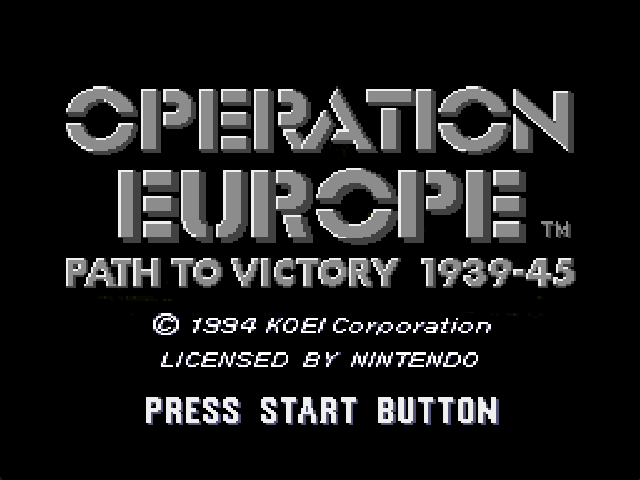 OPERATION
EUROPE ™
PATH TO VICTORY 1939-45
© 1994 KOEI Corporation
LICENSED BY NINTENDO
PRESS START BUTTON